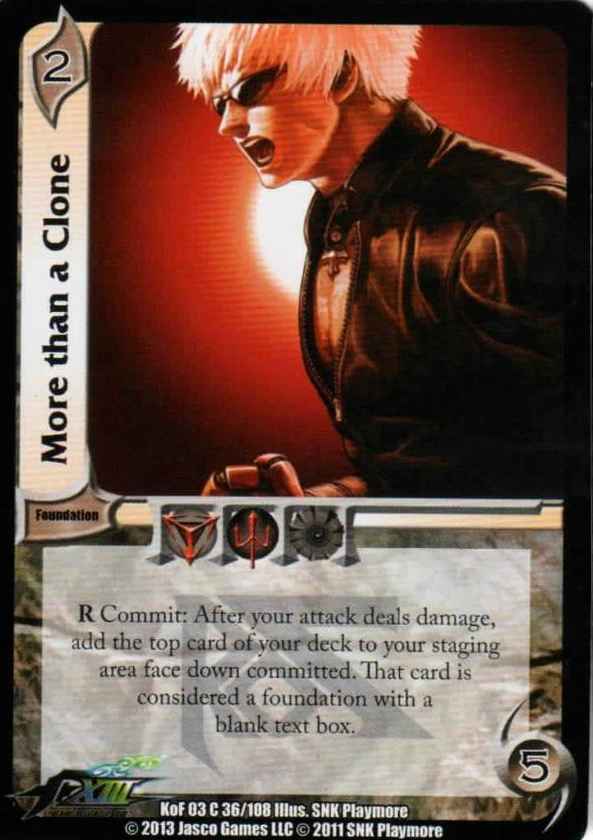 2
More than a Clone
Foundation
R Commit: After your attack deals damage,
add the top card of your deck to your staging
area face down committed. That card is
considered a foundation with a
blank text box.
5
XIII
KoF 03 C 36/108 Illus. SNK Playmore
© 2013 Jasco Games LLC © 2011 SNK Playmore